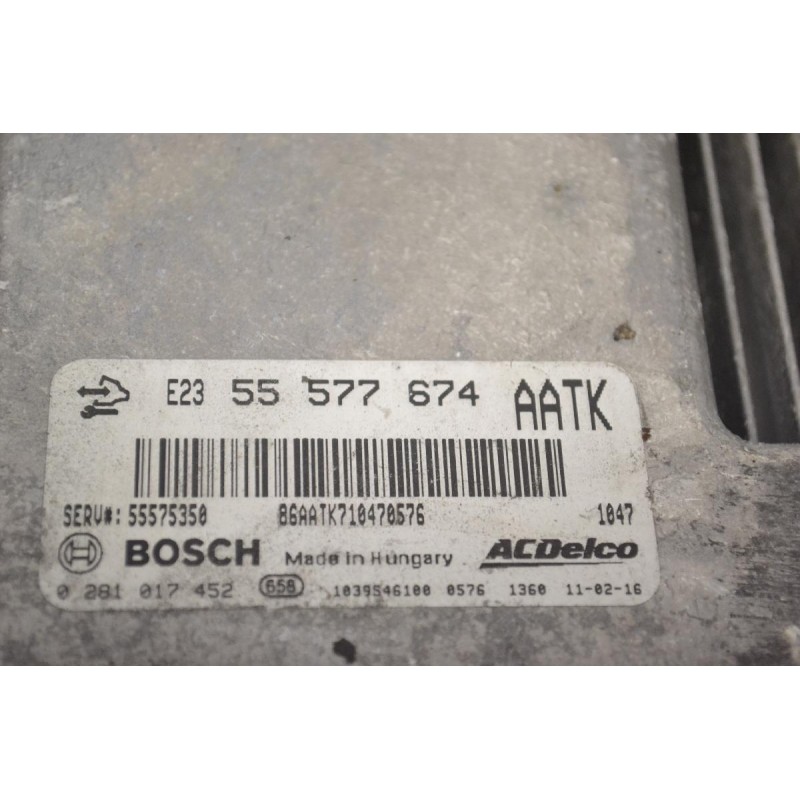 E23 55 577 674 AATK
SERV#: 55575350 86AATK710470576 1047
BOSCH Made in Hungary ACDelco
0 281 017 452 658 1039S46100 0576 1360 11-02-16